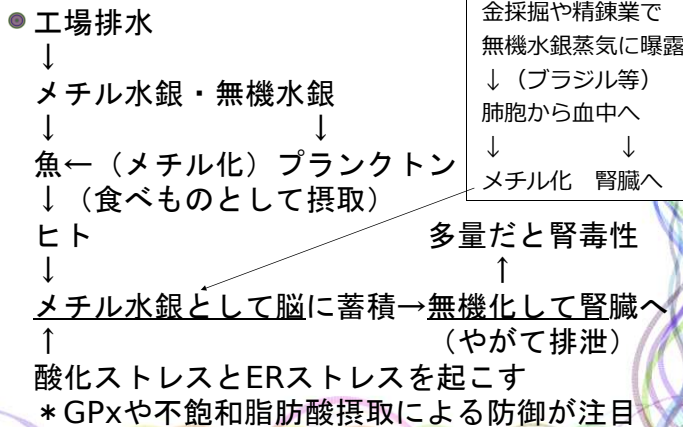 工場排水
↓
メチル水銀・無機水銀
↓ ↓
魚←（メチル化）プランクトン
↓（食べものとして摂取）
ヒト 多量だと腎毒性
↓ ↑
メチル水銀として脳に蓄積→無機化して腎臓へ
↑ （やがて排泄）
酸化ストレスとERストレスを起こす
＊GPxや不飽和脂肪酸摂取による防御が注目
金採掘や精錬業で
無機水銀蒸気に曝露
↓（ブラジル等）
肺胞から血中へ
↓ ↓
メチル化 腎臓へ